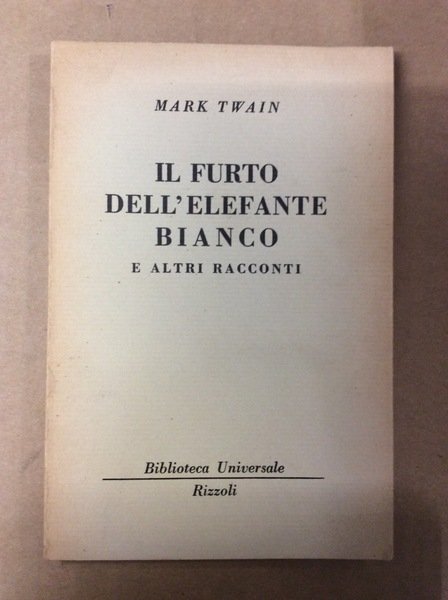 MARK TWAIN
IL FURTO
DELL'ELEFANTE
BIANCO
E ALTRI RACCONTI
Biblioteca Universale
Rizzoli